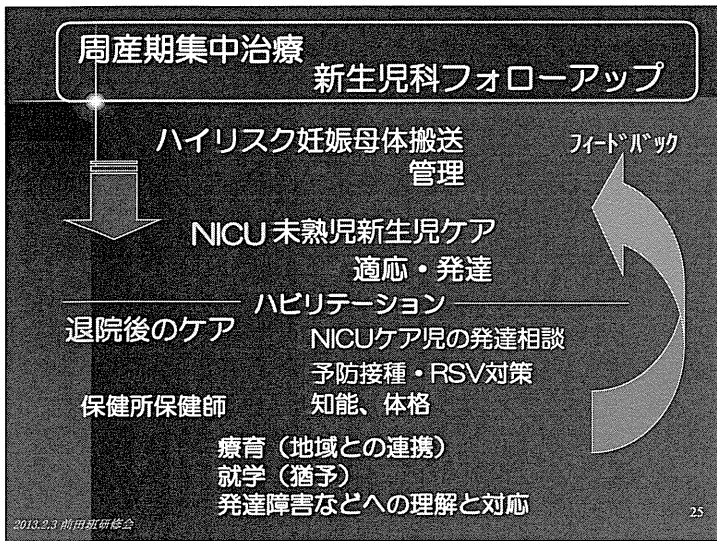 周産期集中治療
新生児科フォローアップ
ハイリスク妊娠母体搬送
管理
フィードバック
NICU 未熟児新生児ケア
適応・発達
ハビリテーション
退院後のケア
NICUケア児の発達相談
予防接種・RSV対策
保健所保健師
知能、体格
療育（地域との連携）
就学（猶予）
発達障害などへの理解と対応
2013.2.3 前田班研修会
25